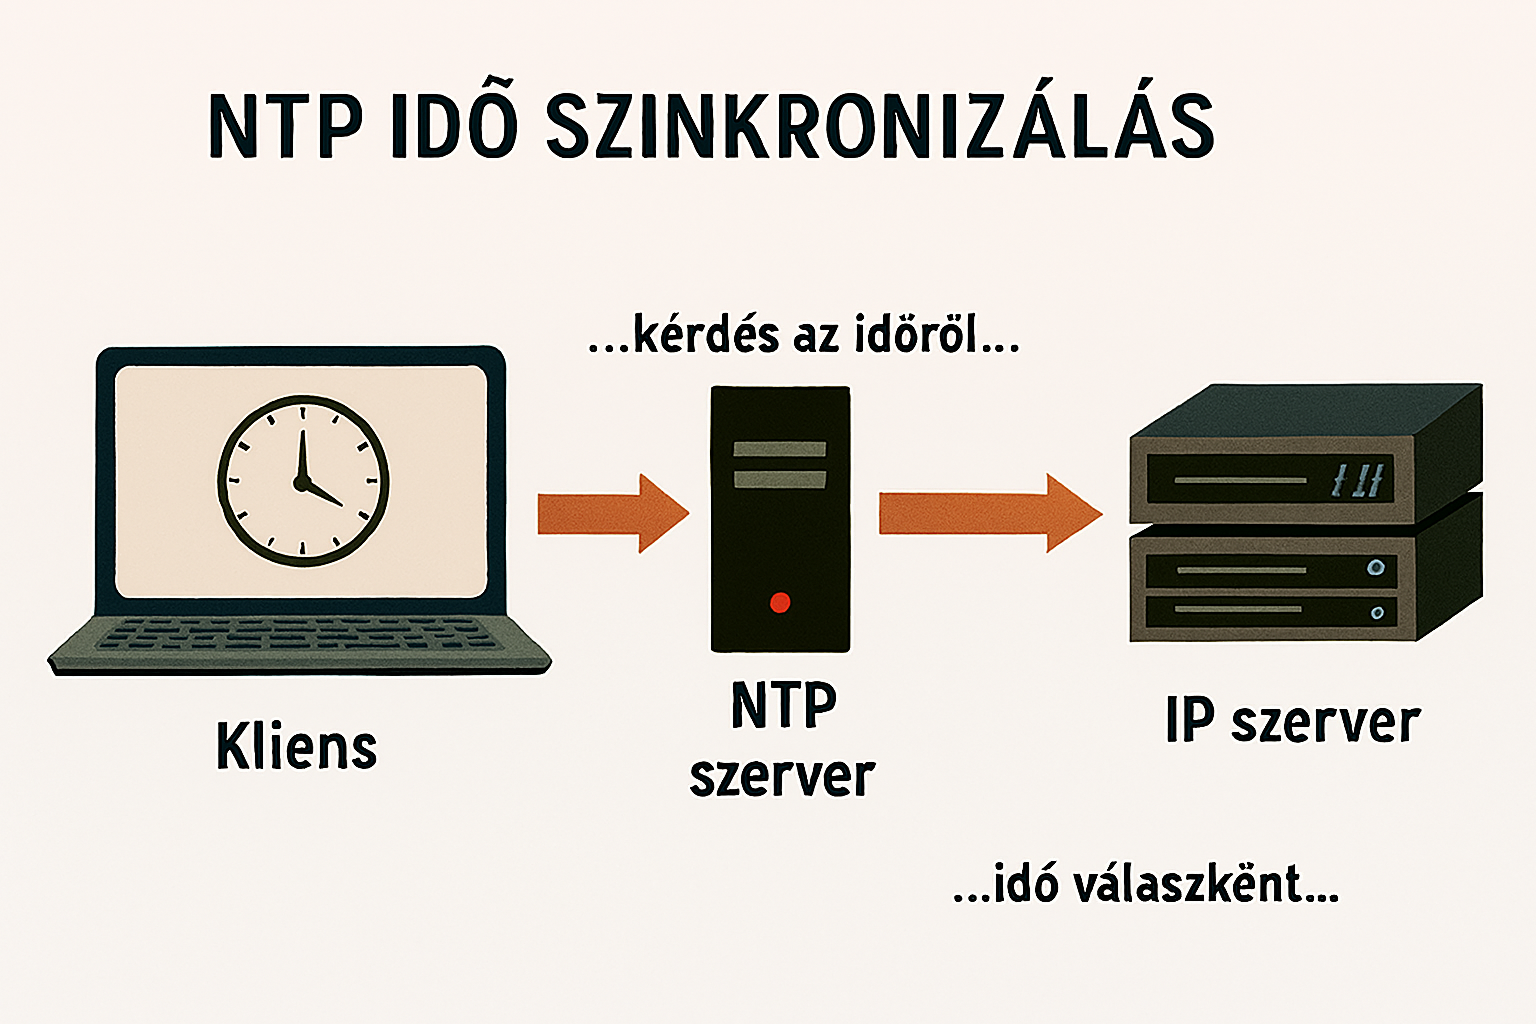 NTP IDÕ SZINKRONIZÁLÁS
...kérdés az időről...
Kliens
NTP
szerver
IP szerver
...idó válaszkënt...